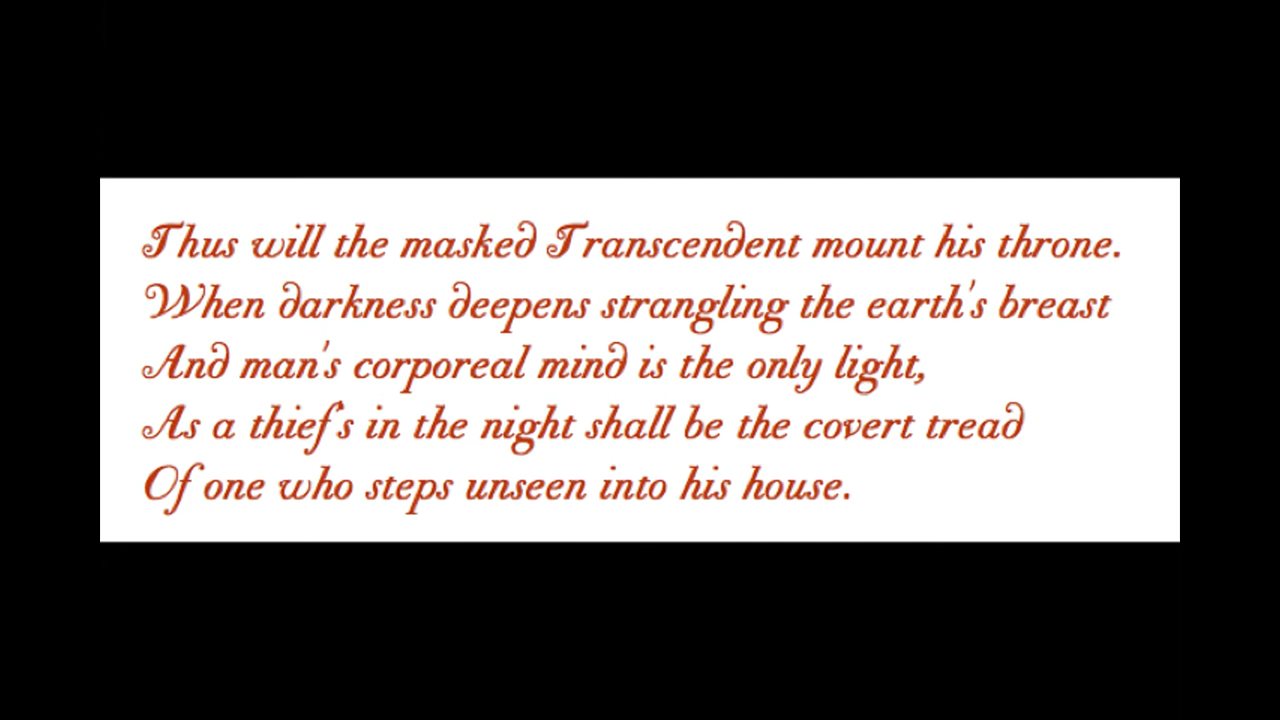 Thus will the masked Transcendent mount his throne.
When darkness deepens strangling the earth's breast
And man's corporeal mind is the only light,
As a thief's in the night shall be the covert tread
Of one who steps unseen into his house.